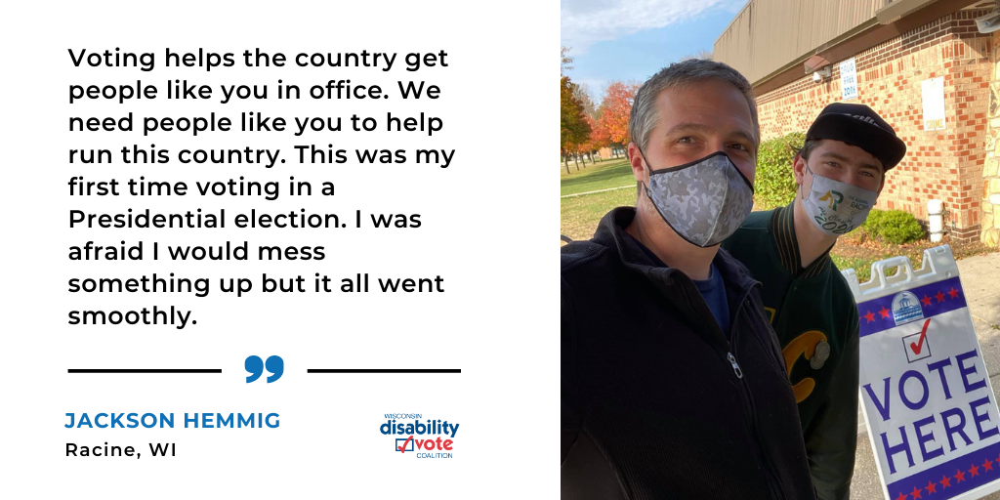 Voting helps the country get
people like you in office. We
need people like you to help
run this country. This was my
first time voting in a
Presidential election. I was
afraid I would mess
something up but it all went
smoothly.
JACKSON HEMMIG
Racine, WI
WISCONSIN
disability
vote
COALITION
VOTE
HERE